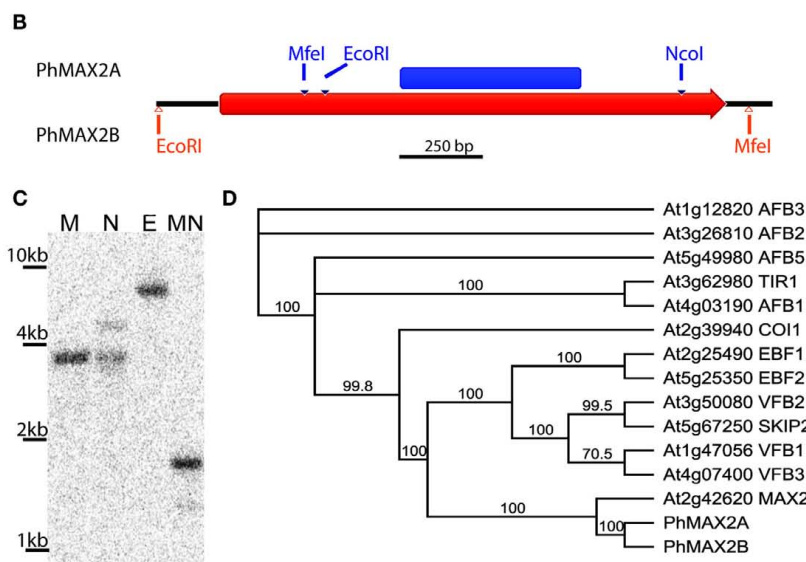 B
MfeI EcoRI NcoI
PhMAX2A
PhMAX2B
EcoRI MfeI
250 bp
C D
M N E MN
10kb
4kb
2kb
1kb
At1g12820 AFB3
At3g26810 AFB2
At5g49980 AFB5
100
At3g62980 TIR1
100
At4g03190 AFB1
At2g39940 COI1
At2g25490 EBF1
100
At5g25350 EBF2
99.8
At3g50080 VFB2
100
99.5
At5g67250 SKIP2
100
At1g47056 VFB1
70.5
100
At4g07400 VFB3
At2g42620 MAX2
100
PhMAX2A
100
PhMAX2B